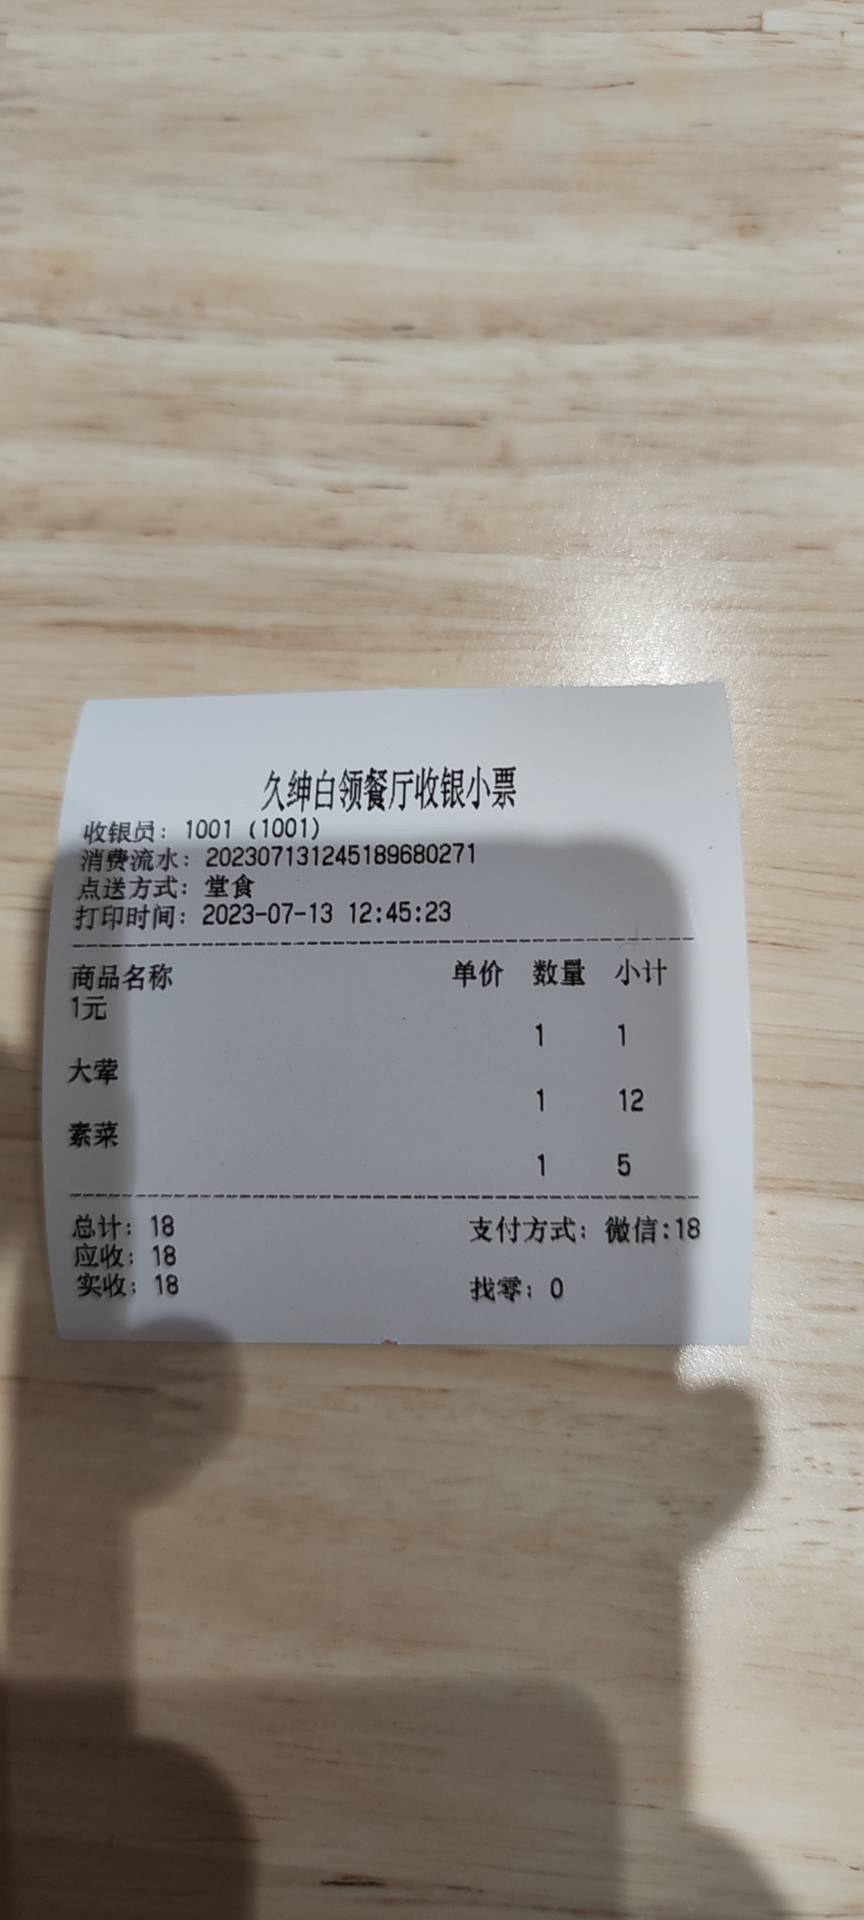 久绅白领餐厅收银小票
收银员：1001 (1001)
消费流水：202307131245189680271
点送方式：堂食
打印时间：2023-07-13 12:45:23
商品名称 单价 数量 小计
1元
1 1
大荤
1 12
素菜
1 5
总计：18 支付方式：微信:18
应收：18
实收：18 找零：0